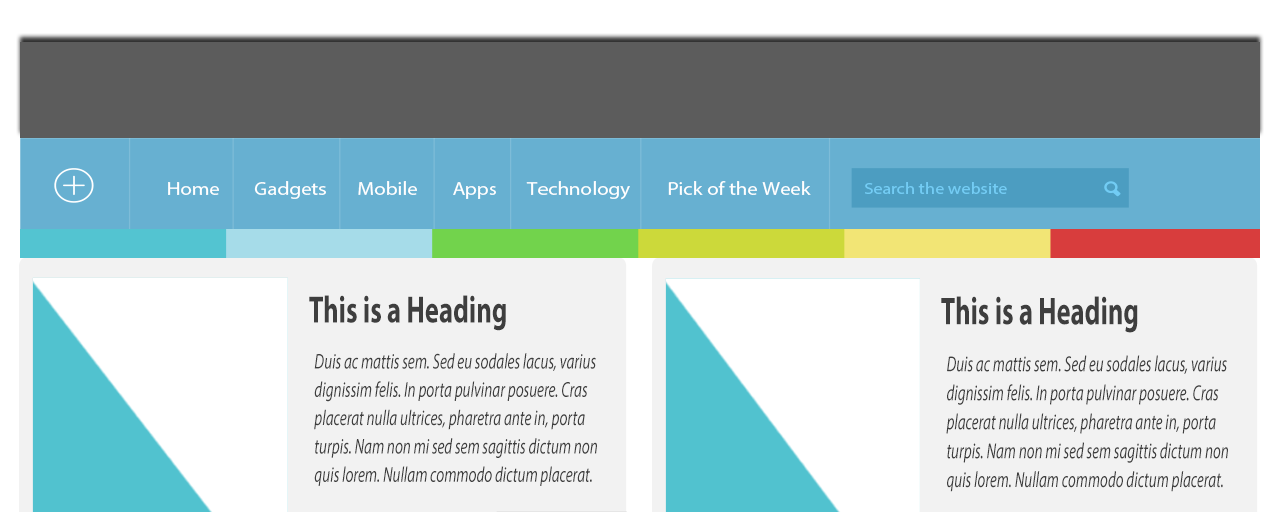 Home Gadgets Mobile Apps Technology Pick of the Week Search the website
This is a Heading
Duis ac mattis sem. Sed eu sodales lacus, varius
dignissim felis. In porta pulvinar posuere. Cras
placerat nulla ultrices, pharetra ante in, porta
turpis. Nam non mi sed sem sagittis dictum non
quis lorem. Nullam commodo dictum placerat.
This is a Heading
Duis ac mattis sem. Sed eu sodales lacus, varius
dignissim felis. In porta pulvinar posuere. Cras
placerat nulla ultrices, pharetra ante in, porta
turpis. Nam non mi sed sem sagittis dictum non
quis lorem. Nullam commodo dictum placerat.